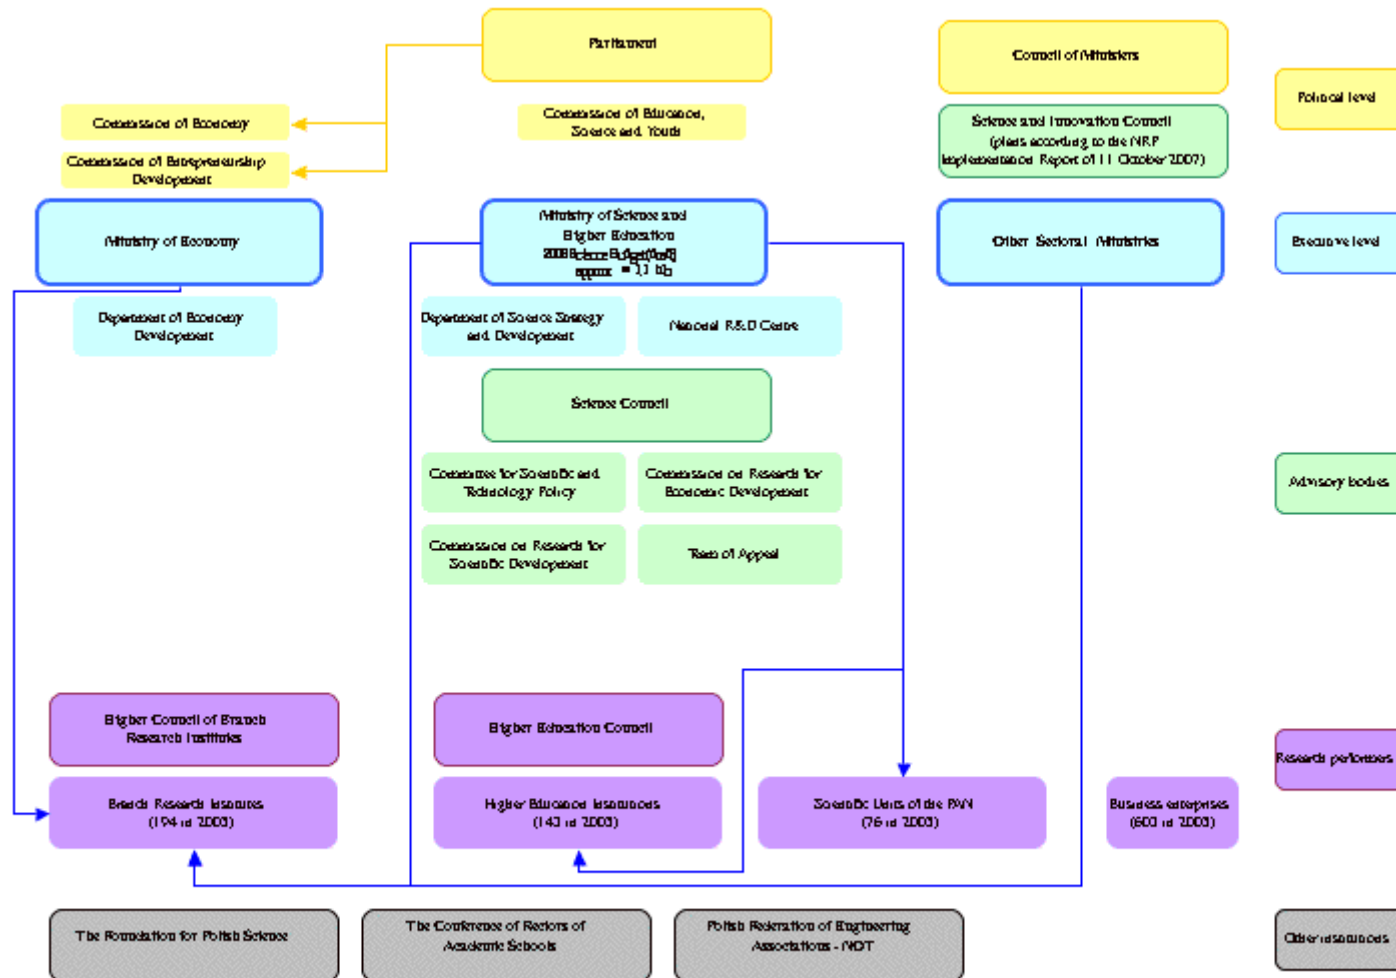 Parliament
Council of Ministers
Political level
Commission of Economy
Commission of Education,
Science and Youth
Science and Innovation Council
(plans according to the NRP
Implementation Report of 11 October 2007)
Commission of Entrepreneurship
Development
Ministry of Economy
Ministry of Science and
Higher Education
approx
Other Sectoral Ministries
Executive level
Department of Economy
Development
Department of Science Strategy
and Development
National R&D Centre
Science Council
Committee for Scientific and
Technology Policy
Commission on Research for
Economic Development
Advisory bodies
Commission on Research for
Scientific Development
Team of Appeal
Higher Council of Branch
Research Institutes
Higher Education Council
Research performers
Branch Research Institutes
(194 in
Higher Education Institutions
in
Scientific Units of the PAN
(76 in
Business enterprises
in
The Foundation for Polish Science
The Conference of Rectors of
Academic Schools
Polish Federation of Engineering
Associations - NOT
Other institutions